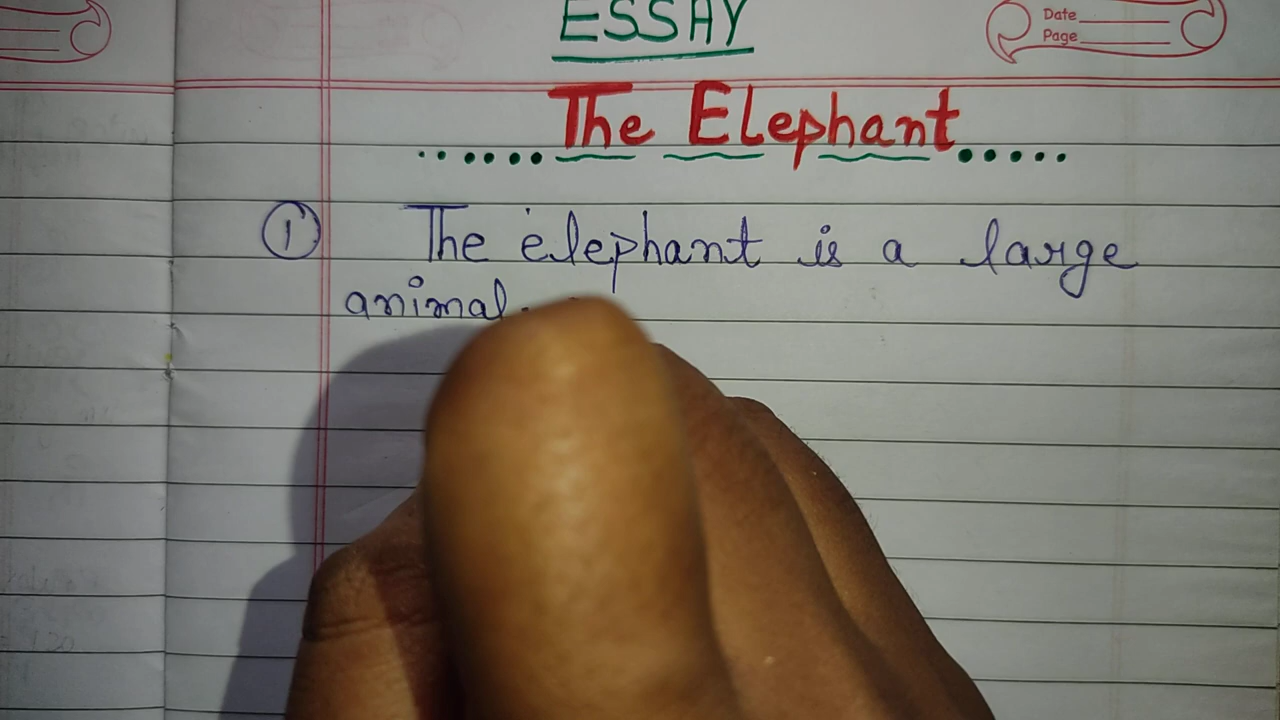 ESSAY
Date
Page
The Elephant
1 The elephant is a large
animal.